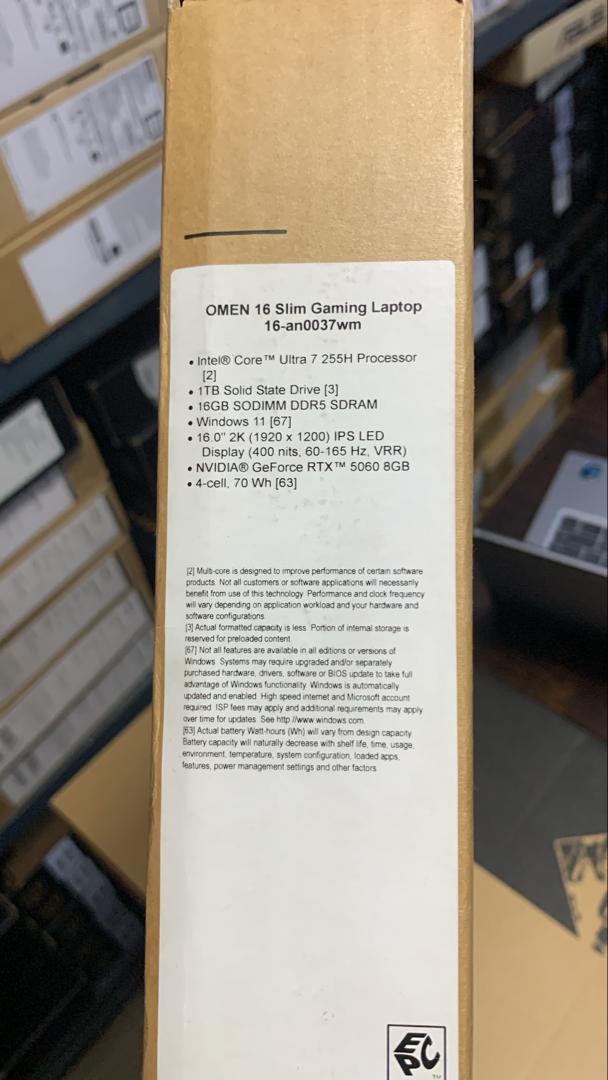 OMEN 16 Slim Gaming Laptop
16-an0037wm
• Intel® Core™ Ultra 7 255H Processor
[2]
• 1TB Solid State Drive [3]
• 16GB SODIMM DDR5 SDRAM
• Windows 11 [67]
• 16.0" 2K (1920 x 1200) IPS LED
Display (400 nits, 60-165 Hz, VRR)
• NVIDIA® GeForce RTX™ 5060 8GB
• 4-cell, 70 Wh [63]
[2] Multi-core is designed to improve performance of certain software
products. Not all customers or software applications will necessarily
benefit from use of this technology. Performance and clock frequency
will vary depending on application workload and your hardware and
software configurations.
[3] Actual formatted capacity is less. Portion of internal storage is
reserved for preloaded content.
[67] Not all features are available in all editions or versions of
Windows. Systems may require upgraded and/or separately
purchased hardware, drivers, software or BIOS update to take full
advantage of Windows functionality. Windows is automatically
updated and enabled. High speed internet and Microsoft account
required. ISP fees may apply and additional requirements may apply
over time for updates. See http://www.windows.com.
[63] Actual battery Watt-hours (Wh) will vary from design capacity.
Battery capacity will naturally decrease with shelf life, time, usage,
environment, temperature, system configuration, loaded apps,
features, power management settings and other factors.
EPC
TM